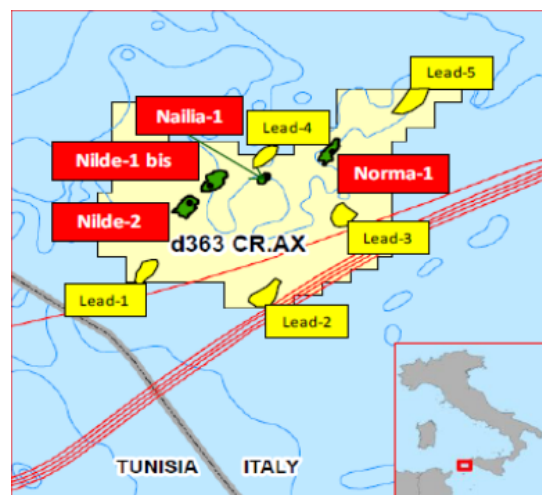 Lead-5
Nailia-1
Lead-4
Nilde-1 bis
Norma-1
Nilde-2
d363 CR.AX
Lead-3
Lead-1
Lead-2
TUNISIA
ITALY